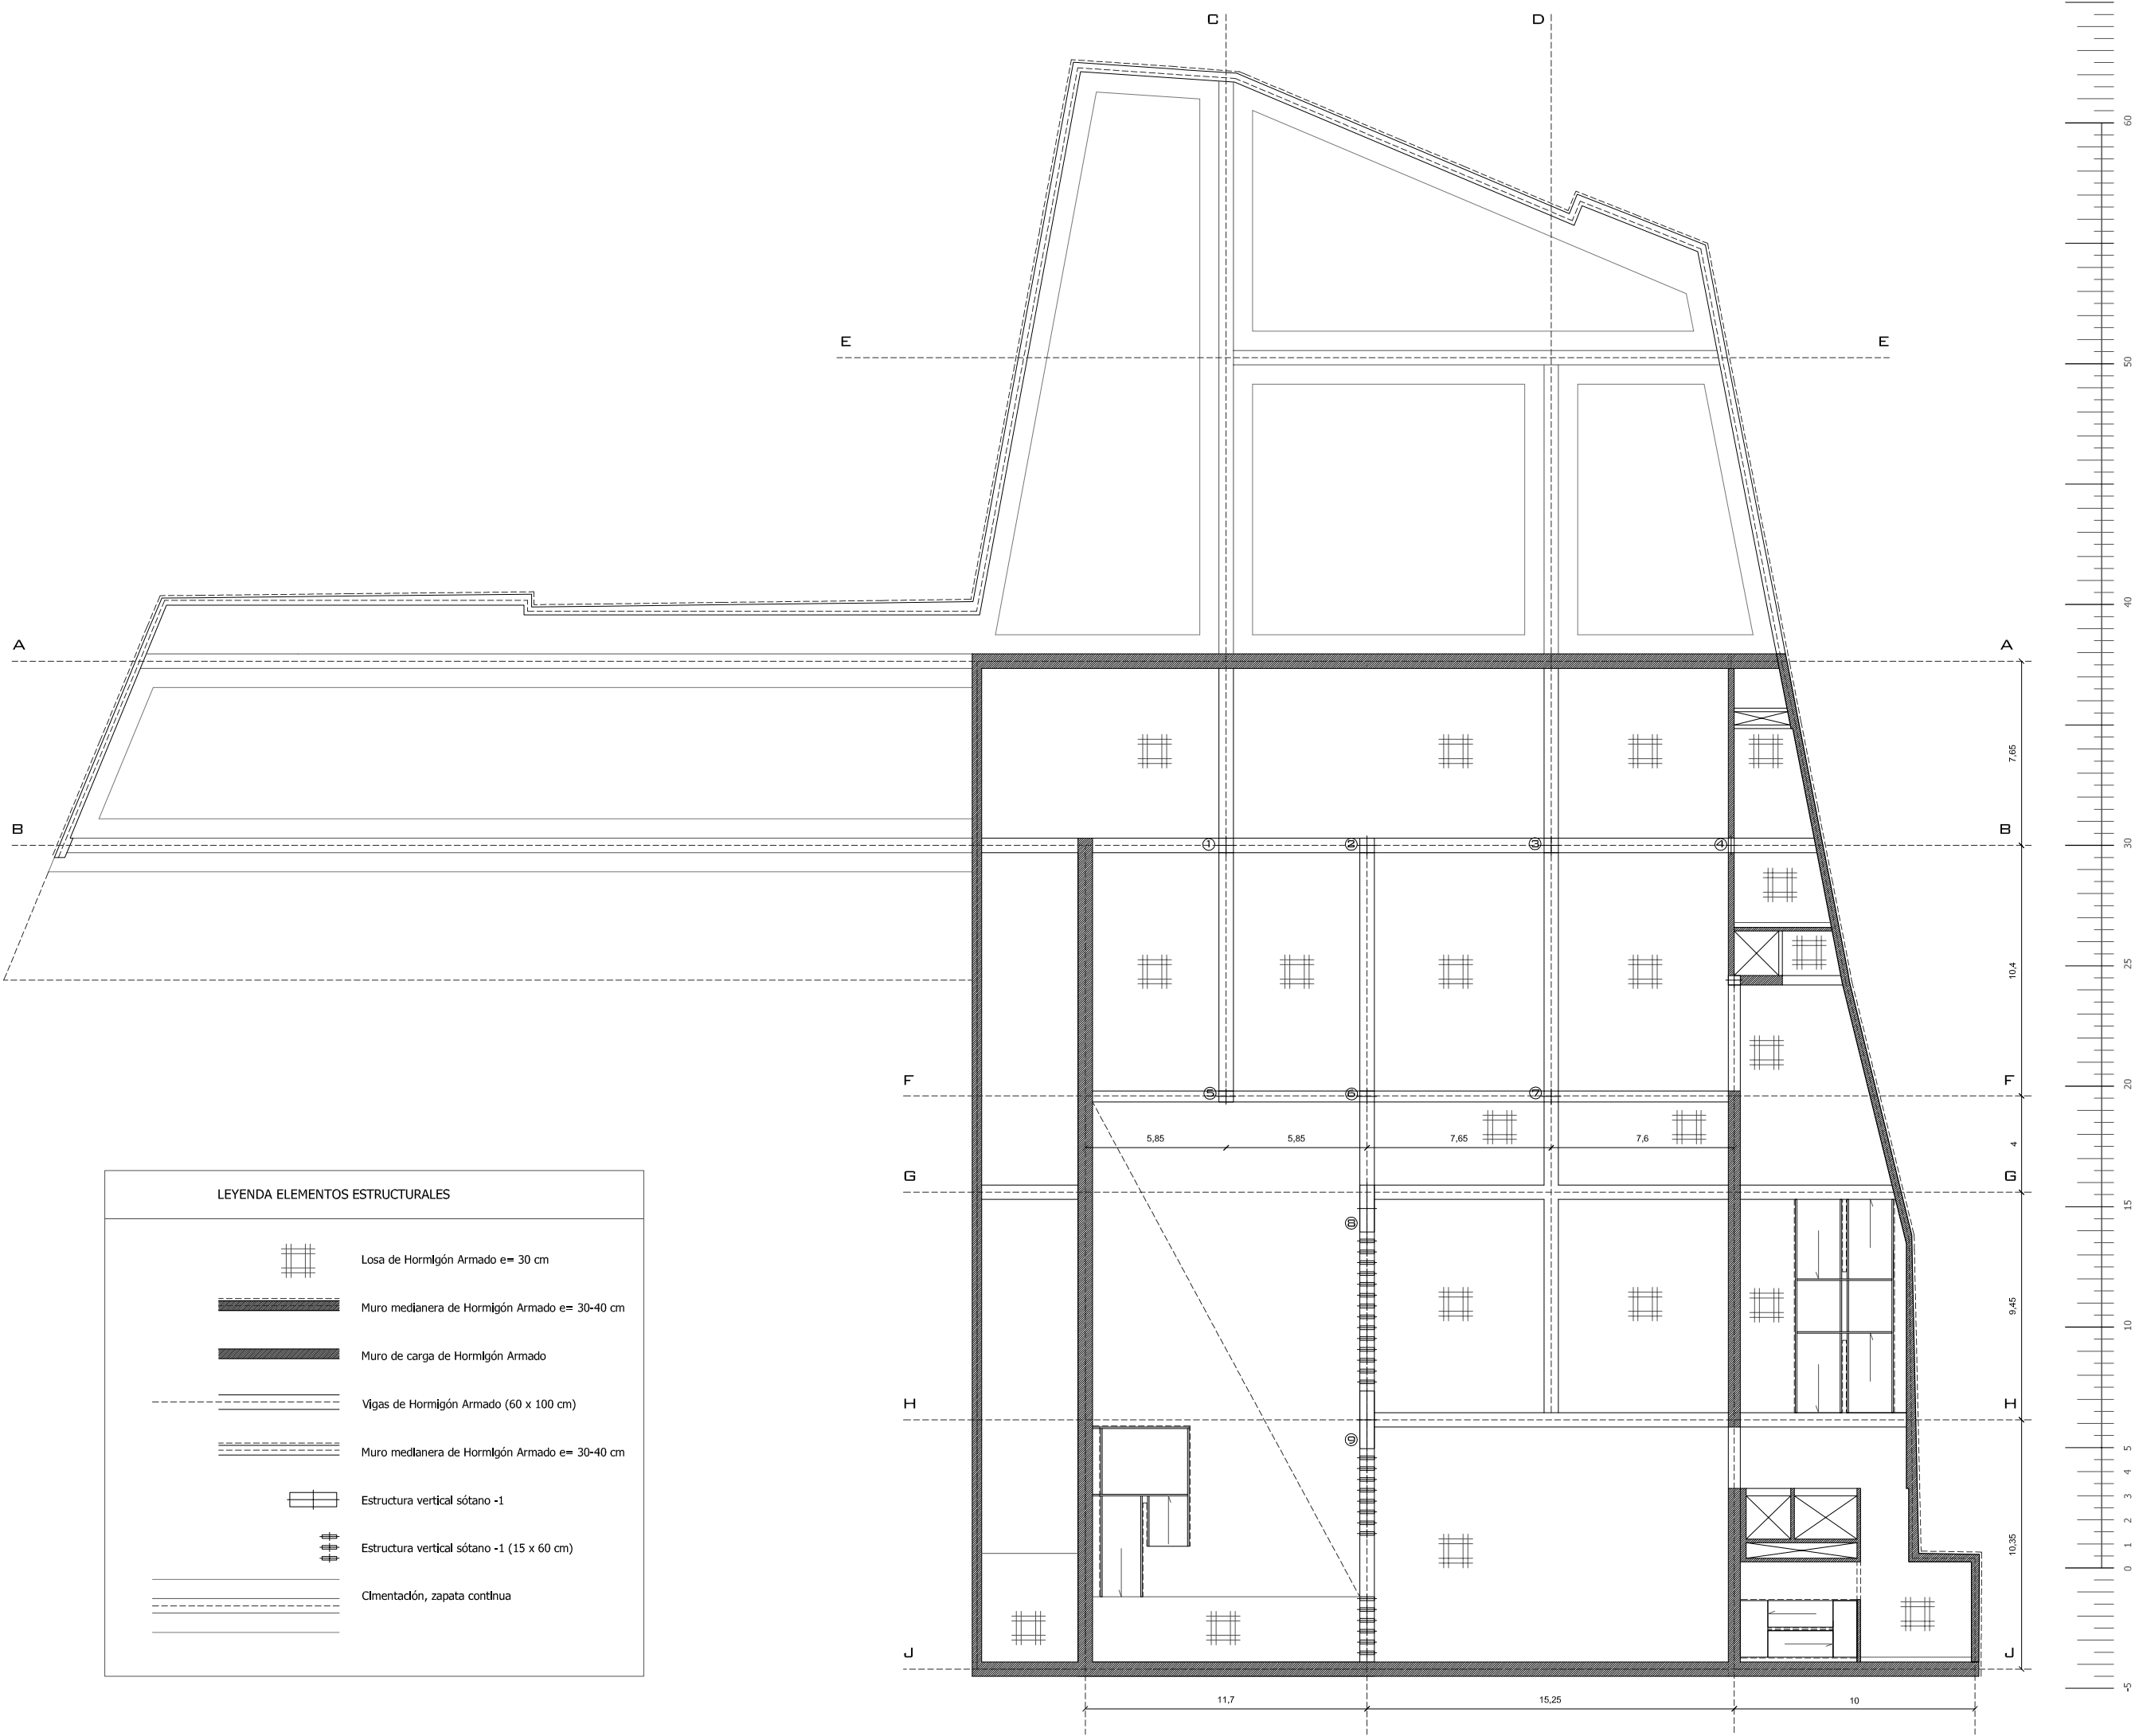 C
D
60
E
E
50
40
A
A
7,65
B
B
1
2
3
4
30
10,4
25
F
F
5
6
7
20
5,85
5,85
7,65
7,6
4
G
G
8
15
9,45
10
H
H
9
5
4
3
2
1
0
10,35
J
J
-5
11,7
15,25
10
LEYENDA ELEMENTOS ESTRUCTURALES
Losa de Hormigón Armado e= 30 cm
Muro medianera de Hormigón Armado e= 30-40 cm
Muro de carga de Hormigón Armado
Vigas de Hormigón Armado (60 x 100 cm)
Muro medianera de Hormigón Armado e= 30-40 cm
Estructura vertical sótano -1
Estructura vertical sótano -1 (15 x 60 cm)
Cimentación, zapata continua